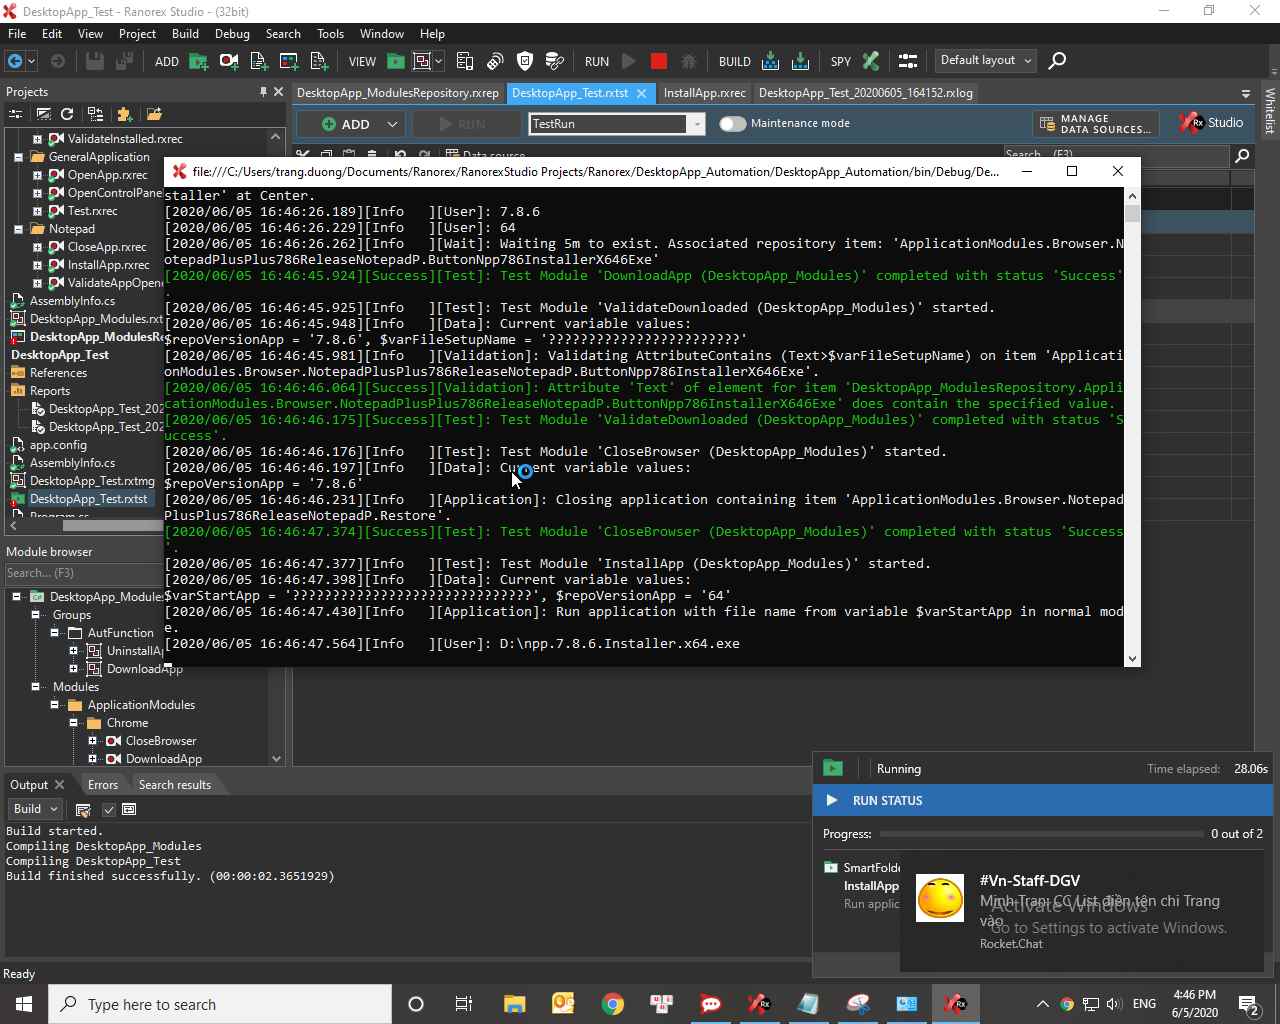 DesktopApp_Test - Ranorex Studio - (32bit)
File Edit View Project Build Debug Search Tools Window Help
ADD VIEW RUN BUILD SPY Default layout
Projects
DesktopApp_ModulesRepository.rxrep DesktopApp_Test.rxtst InstallApp.rxrec DesktopApp_Test_20200605_164152.rxlog
Whitelist
ADD RUN TestRun Maintenance mode MANAGE DATA SOURCES... Rx Studio
Data source Search... (F3)
ValidateInstalled.rxrec
GeneralApplication
OpenApp.rxrec
OpenControlPane
Test.rxrec
Notepad
CloseApp.rxrec
InstallApp.rxrec
ValidateAppOpene
AssemblyInfo.cs
DesktopApp_Modules.rxt
DesktopApp_ModulesRe
DesktopApp_Test
References
Reports
DesktopApp_Test_202
DesktopApp_Test_202
app.config
AssemblyInfo.cs
DesktopApp_Test.rxtmg
DesktopApp_Test.rxtst
Program.cs
file:///C:/Users/trang.duong/Documents/Ranorex/RanorexStudio Projects/Ranorex/DesktopApp_Automation/DesktopApp_Automation/bin/Debug/De...
staller' at Center.
[2020/06/05 16:46:26.189][Info   ][User]: 7.8.6
[2020/06/05 16:46:26.229][Info   ][User]: 64
[2020/06/05 16:46:26.262][Info   ][Wait]: Waiting 5m to exist. Associated repository item: 'ApplicationModules.Browser.N
otepadPlusPlus786ReleaseNotepadP.ButtonNpp786InstallerX646Exe'
[2020/06/05 16:46:45.924][Success][Test]: Test Module 'DownloadApp (DesktopApp_Modules)' completed with status 'Success'
.
[2020/06/05 16:46:45.925][Info   ][Test]: Test Module 'ValidateDownloaded (DesktopApp_Modules)' started.
[2020/06/05 16:46:45.948][Info   ][Data]: Current variable values:
$repoVersionApp = '7.8.6', $varFileSetupName = '????????????????????????'
[2020/06/05 16:46:45.981][Info   ][Validation]: Validating AttributeContains (Text>$varFileSetupName) on item 'Applicati
onModules.Browser.NotepadPlusPlus786ReleaseNotepadP.ButtonNpp786InstallerX646Exe'.
[2020/06/05 16:46:46.064][Success][Validation]: Attribute 'Text' of element for item 'DesktopApp_ModulesRepository.Appli
cationModules.Browser.NotepadPlusPlus786ReleaseNotepadP.ButtonNpp786InstallerX646Exe' does contain the specified value.
[2020/06/05 16:46:46.175][Success][Test]: Test Module 'ValidateDownloaded (DesktopApp_Modules)' completed with status 'S
uccess'.
[2020/06/05 16:46:46.176][Info   ][Test]: Test Module 'CloseBrowser (DesktopApp_Modules)' started.
[2020/06/05 16:46:46.197][Info   ][Data]: Current variable values:
$repoVersionApp = '7.8.6'
[2020/06/05 16:46:46.231][Info   ][Application]: Closing application containing item 'ApplicationModules.Browser.Notepad
PlusPlus786ReleaseNotepadP.Restore'.
[2020/06/05 16:46:47.374][Success][Test]: Test Module 'CloseBrowser (DesktopApp_Modules)' completed with status 'Success
'.
[2020/06/05 16:46:47.377][Info   ][Test]: Test Module 'InstallApp (DesktopApp_Modules)' started.
[2020/06/05 16:46:47.398][Info   ][Data]: Current variable values:
$varStartApp = '??????????????????????????????', $repoVersionApp = '64'
[2020/06/05 16:46:47.430][Info   ][Application]: Run application with file name from variable $varStartApp in normal mod
e.
[2020/06/05 16:46:47.564][Info   ][User]: D:\npp.7.8.6.Installer.x64.exe
Module browser
Search... (F3)
DesktopApp_Module
Groups
AutFunction
UninstallAp
DownloadApp
Modules
ApplicationModules
Chrome
CloseBrowser
DownloadApp
Output Errors Search results
Build
Build started.
Compiling DesktopApp_Modules
Compiling DesktopApp_Test
Build finished successfully. (00:00:02.3651929)
Running Time elapsed: 28.06s
RUN STATUS
Progress: 0 out of 2
SmartFolde
InstallApp
Run applic
#Vn-Staff-DGV
Minh Tran: CC List điền tên chị Trang
vào
Rocket.Chat
Activate Windows
Go to Settings to activate Windows.
Ready
Type here to search
ENG
4:46 PM
6/5/2020
2